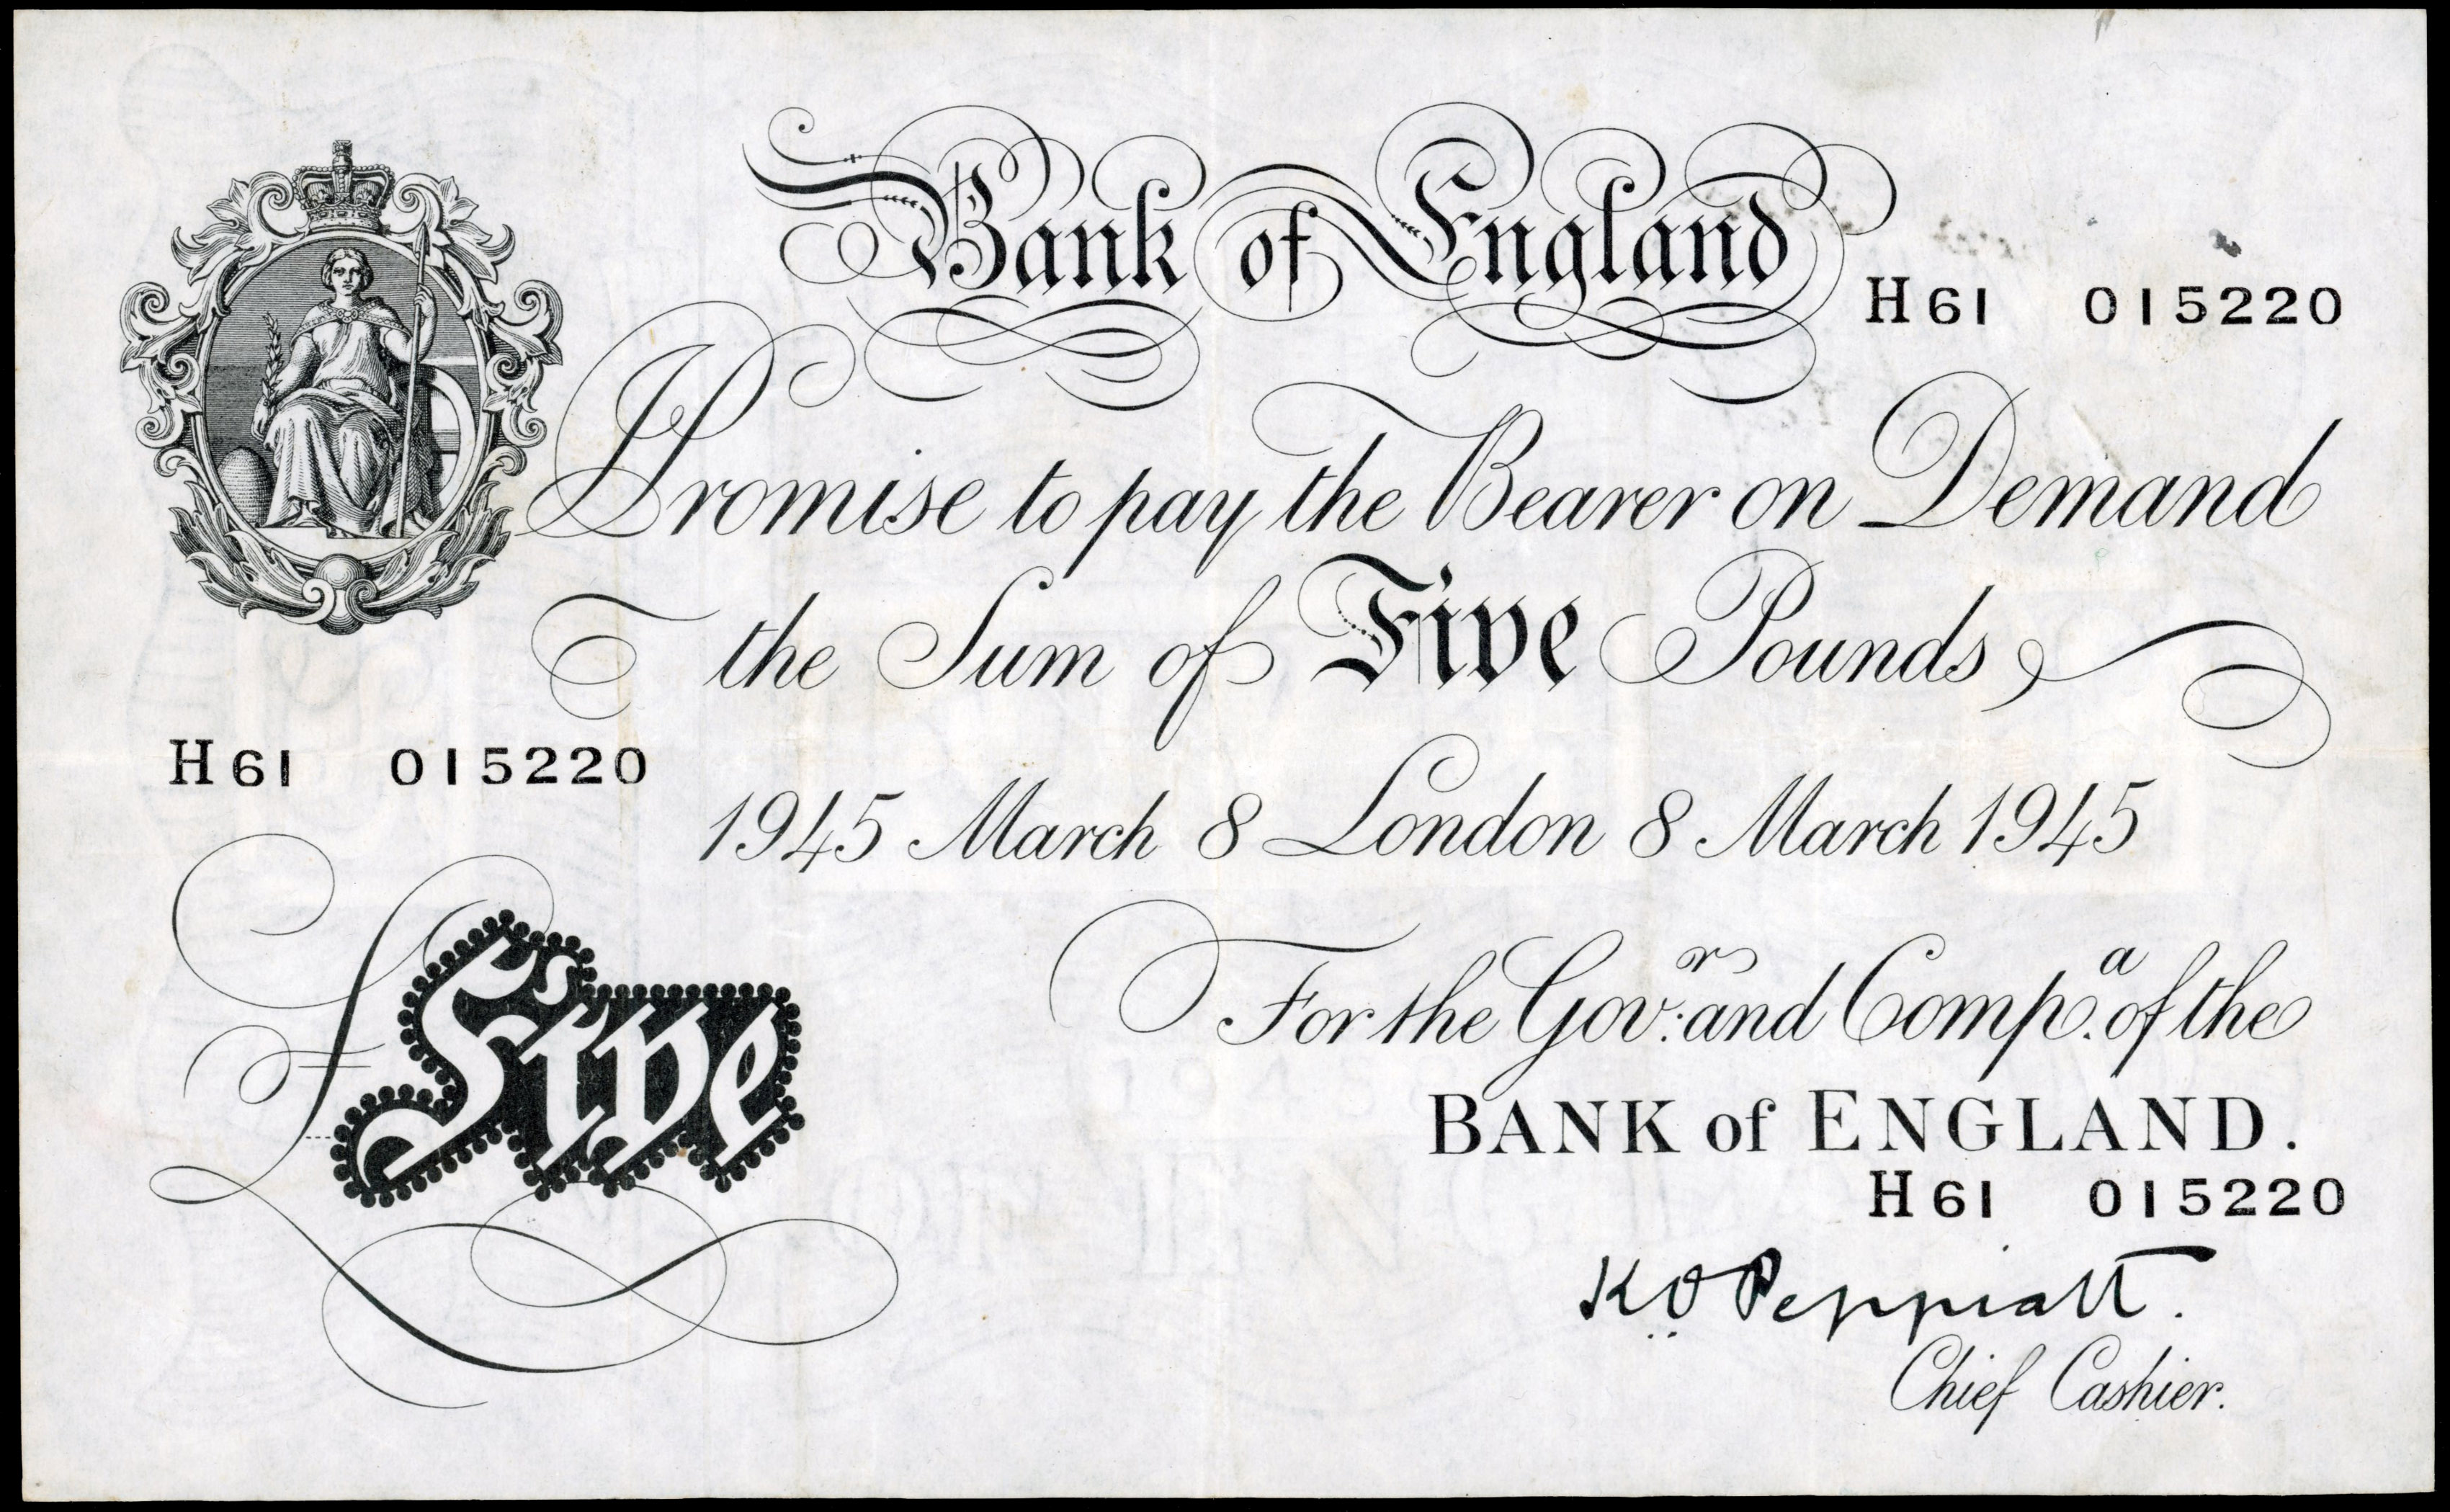 Bank of England
H61 015220
I Promise to pay the Bearer on Demand
the Sum of Five Pounds
H61 015220
1945 March 8 London 8 March 1945
For the Gov:r and Comp.a of the
BANK of ENGLAND.
£ Five
H61 015220
K.O. Peppiatt.
Chief Cashier.